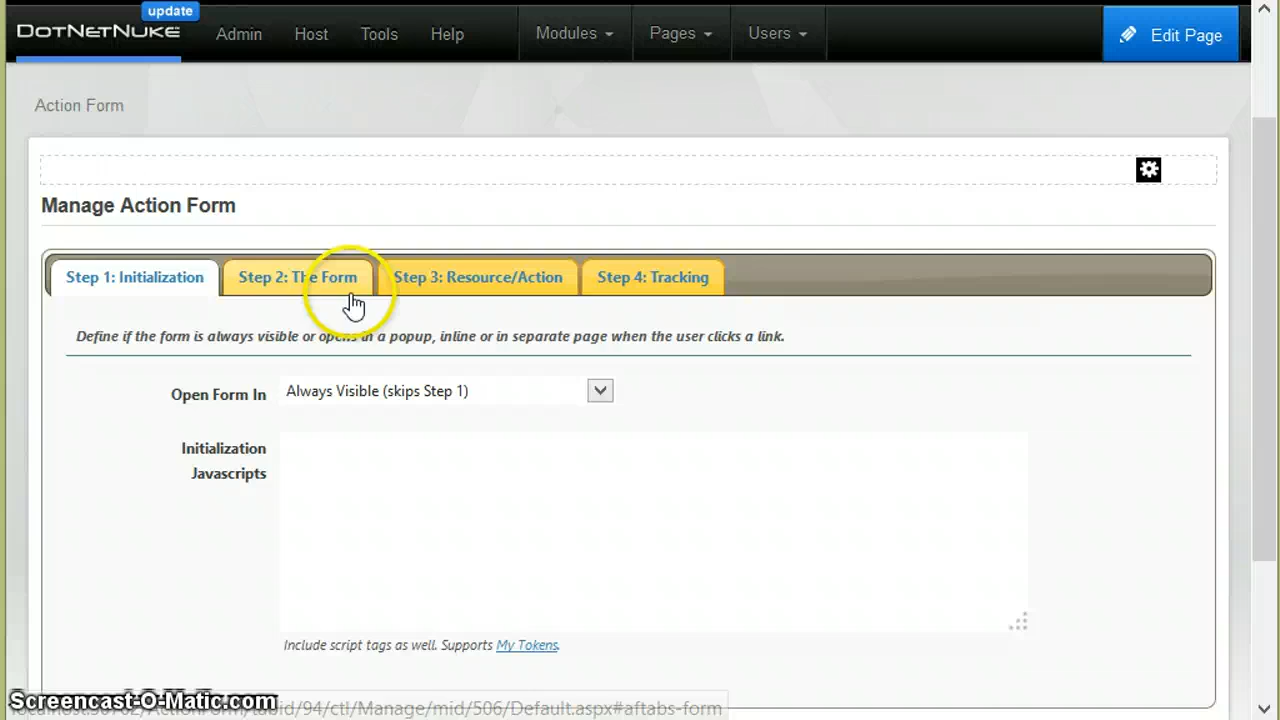 update
DotNetNuke Admin Host Tools Help Modules Pages Users Edit Page
Action Form
Manage Action Form
Step 1: Initialization Step 2: The Form Step 3: Resource/Action Step 4: Tracking
Define if the form is always visible or opens in a popup, inline or in separate page when the user clicks a link.
Open Form In Always Visible (skips Step 1)
Initialization
Javascripts
Include script tags as well. Supports My Tokens.
Screencast-O-Matic.com
/ActionForm/tabid/94/ctl/Manage/mid/506/Default.aspx#aftabs-form